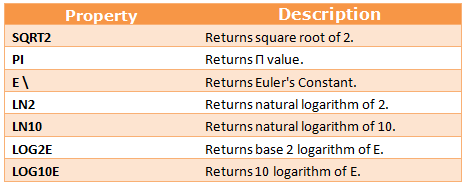 Property Description
SQRT2 Returns square root of 2.
PI Returns Π value.
E \ Returns Euler's Constant.
LN2 Returns natural logarithm of 2.
LN10 Returns natural logarithm of 10.
LOG2E Returns base 2 logarithm of E.
LOG10E Returns 10 logarithm of E.